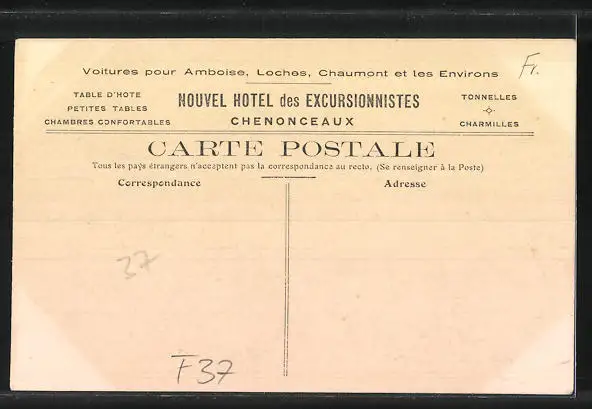 Voitures pour Amboise, Loches, Chaumont et les Environs
Fr.
TABLE D'HOTE
PETITES TABLES
CHAMBRES CONFORTABLES
NOUVEL HOTEL des EXCURSIONNISTES
CHENONCEAUX
TONNELLES
CHARMILLES
CARTE POSTALE
Tous les pays étrangers n'acceptent pas la correspondance au recto. (Se renseigner à la Poste)
Correspondance
Adresse
37
F37